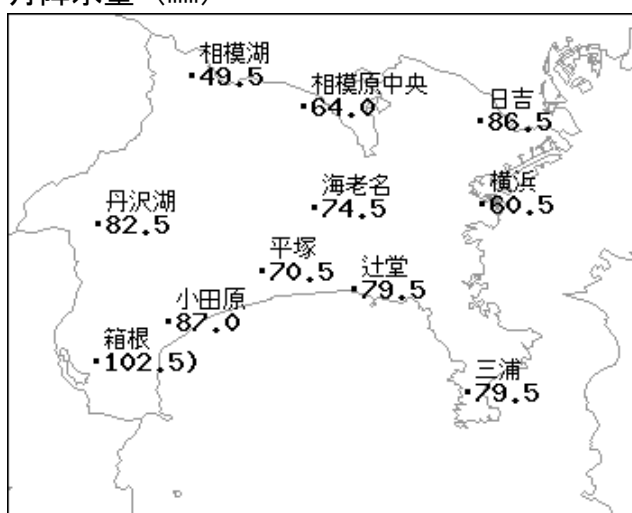 月降水量 (mm)
相模湖
49.5
相模原中央
64.0
日吉
86.5
丹沢湖
82.5
海老名
74.5
横浜
60.5
平塚
70.5
辻堂
79.5
小田原
87.0
箱根
102.5)
三浦
79.5